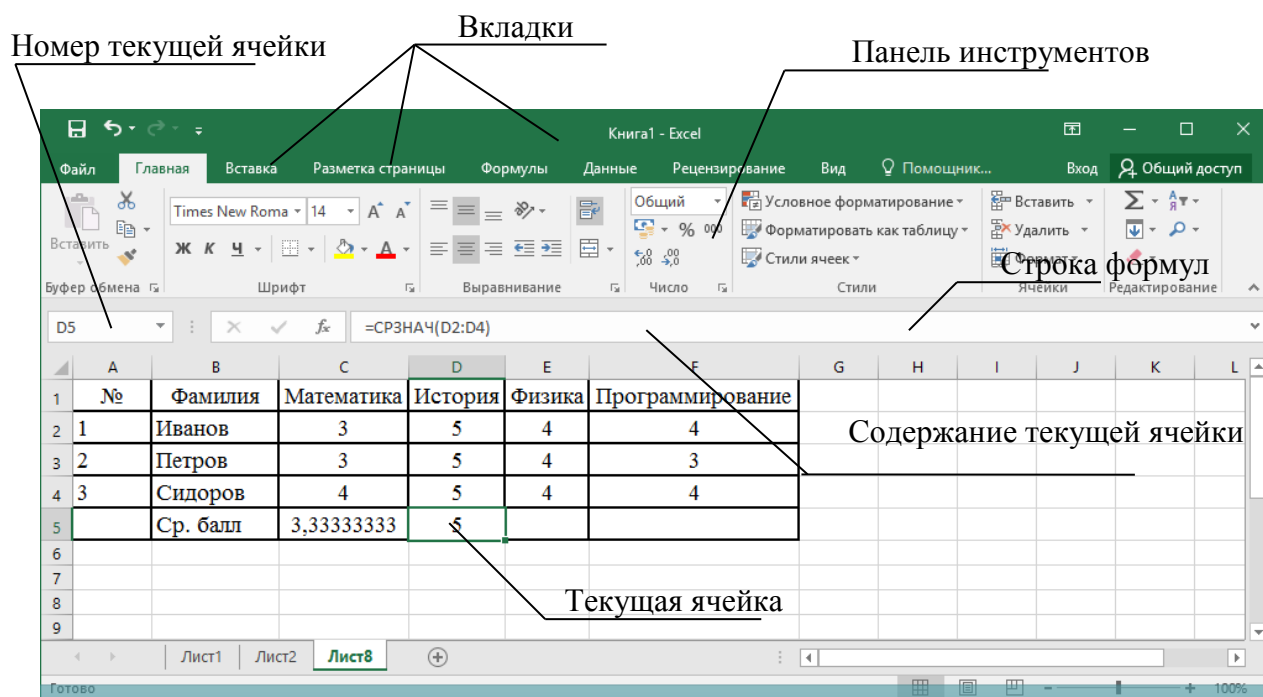 Вкладки
Номер текущей ячейки
Панель инструментов
Книга1 - Excel
Файл Главная Вставка Разметка страницы Формулы Данные Рецензирование Вид Помощник... Вход Общий доступ
Times New Roma 14 Общий Условное форматирование Вставить
Вставить % 000 Форматировать как таблицу Удалить
Ж К Ч А Стили ячеек Формат
Строка формул
Буфер обмена Шрифт Выравнивание Число Стили Ячейки Редактирование
D5 fx =СРЗНАЧ(D2:D4)
A B C D E F G H I J K L
1 № Фамилия Математика История Физика Программирование
2 1 Иванов 3 5 4 4
Содержание текущей ячейки
3 2 Петров 3 5 4 3
4 3 Сидоров 4 5 4 4
5 Ср. балл 3,33333333 5
6
7
8
Текущая ячейка
9
Лист1 Лист2 Лист8
Готово 100%